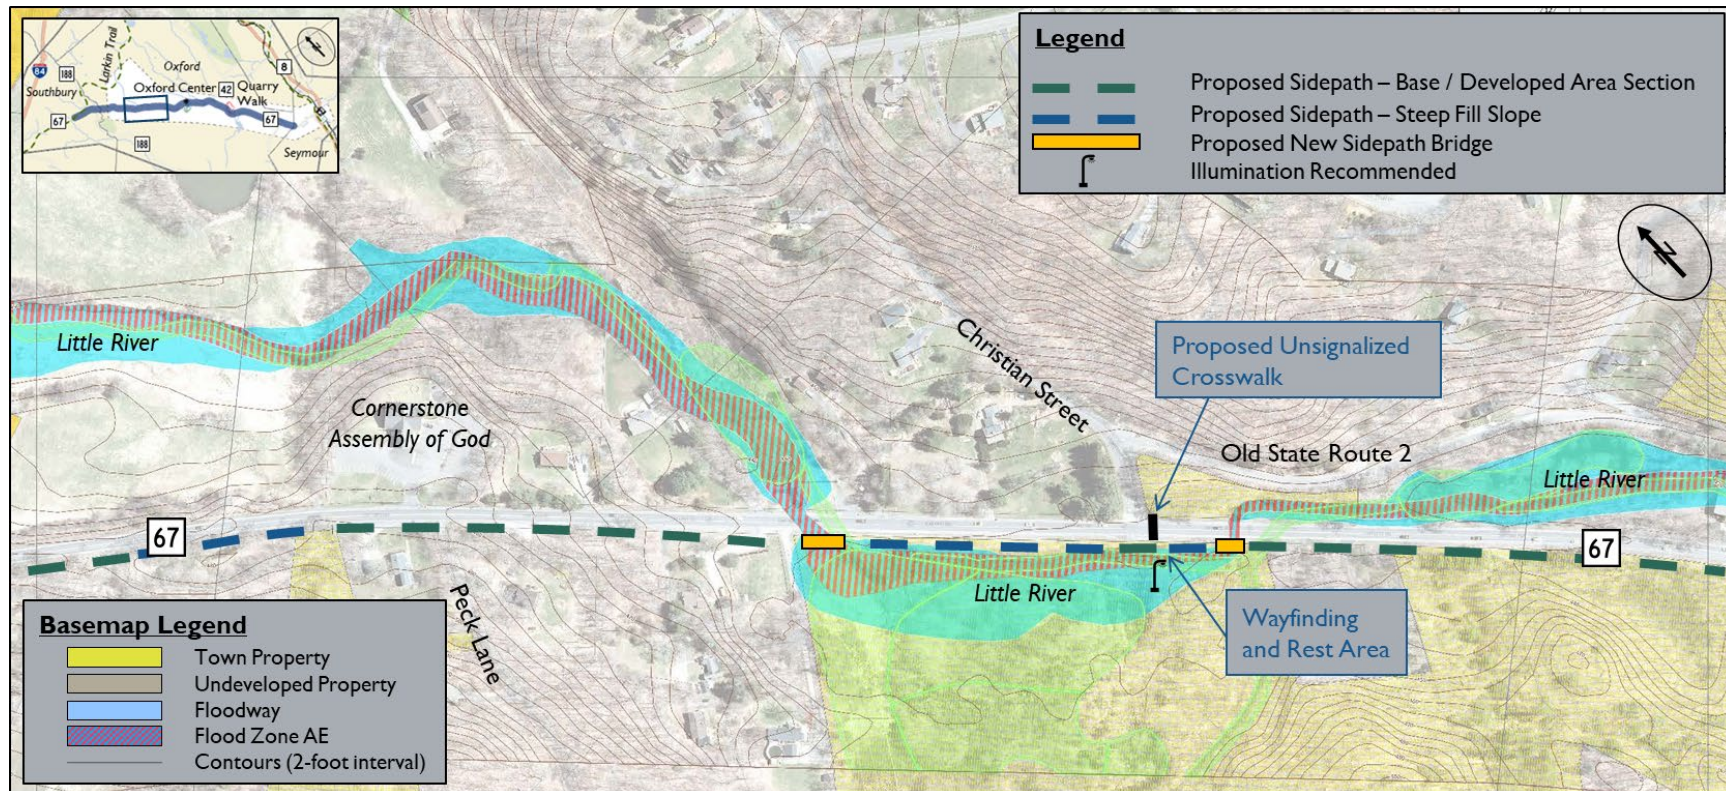 Larkin Trail
84
188
Southbury
Oxford
8
Oxford Center
42
Quarry
Walk
67
67
188
Seymour
N
Legend
Proposed Sidepath – Base / Developed Area Section
Proposed Sidepath – Steep Fill Slope
Proposed New Sidepath Bridge
Illumination Recommended
N
Little River
Cornerstone
Assembly of God
Christian Street
Proposed Unsignalized
Crosswalk
Old State Route 2
Little River
67
67
Little River
Peck Lane
Wayfinding
and Rest Area
Basemap Legend
Town Property
Undeveloped Property
Floodway
Flood Zone AE
Contours (2-foot interval)